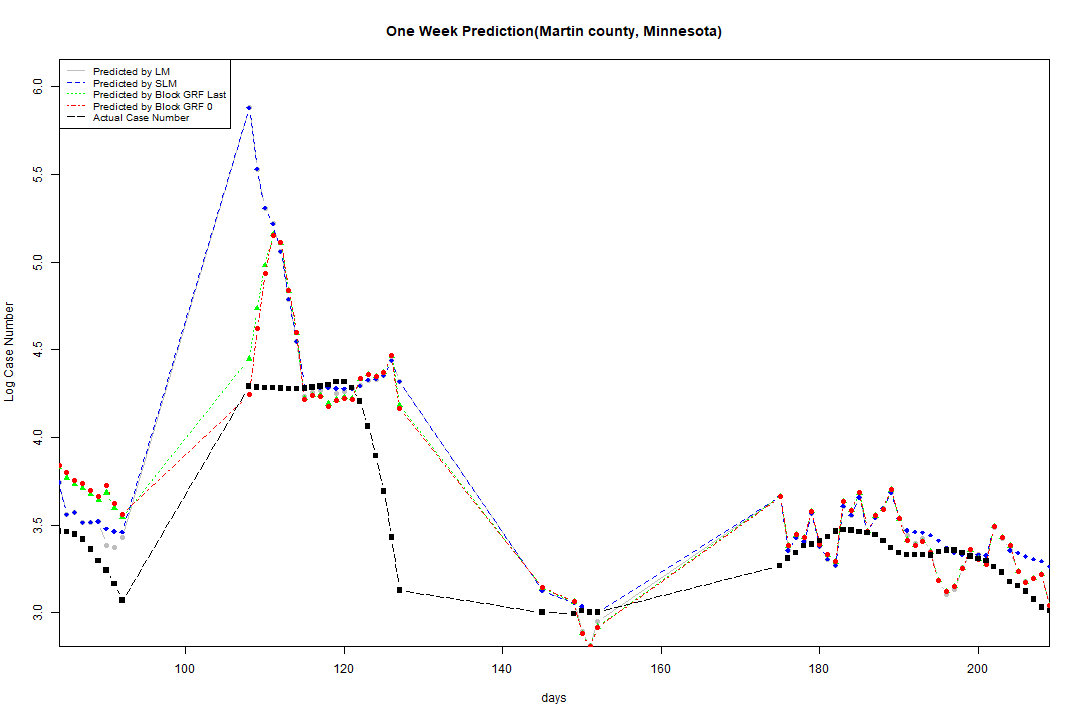 One Week Prediction(Martin county, Minnesota)
Predicted by LM
Predicted by SLM
Predicted by Block GRF Last
Predicted by Block GRF 0
Actual Case Number
6.0
5.5
5.0
4.5
4.0
3.5
3.0
Log Case Number
100 120 140 160 180 200
days